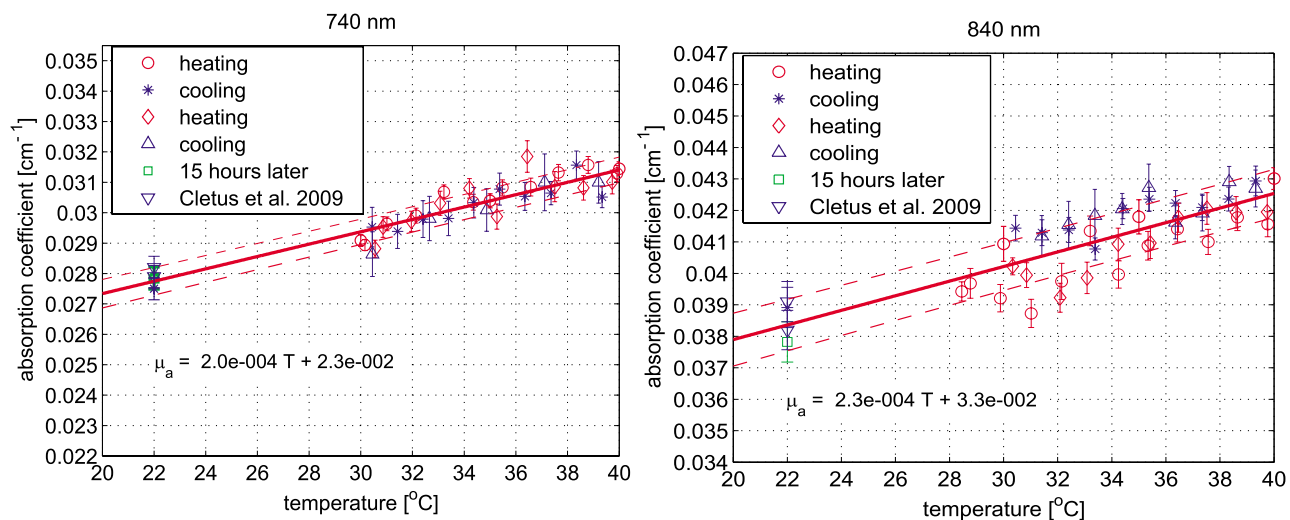 740 nm
0.035
0.034
0.033
0.032
0.031
0.03
0.029
0.028
0.027
0.026
0.025
0.024
0.023
0.022
20 22 24 26 28 30 32 34 36 38 40
absorption coefficient [cm⁻¹]
temperature [°C]
heating
cooling
heating
cooling
15 hours later
Cletus et al. 2009
μₐ = 2.0e-004 T + 2.3e-002
840 nm
0.047
0.046
0.045
0.044
0.043
0.042
0.041
0.04
0.039
0.038
0.037
0.036
0.035
0.034
20 22 24 26 28 30 32 34 36 38 40
absorption coefficient [cm⁻¹]
temperature [°C]
heating
cooling
heating
cooling
15 hours later
Cletus et al. 2009
μₐ = 2.3e-004 T + 3.3e-002